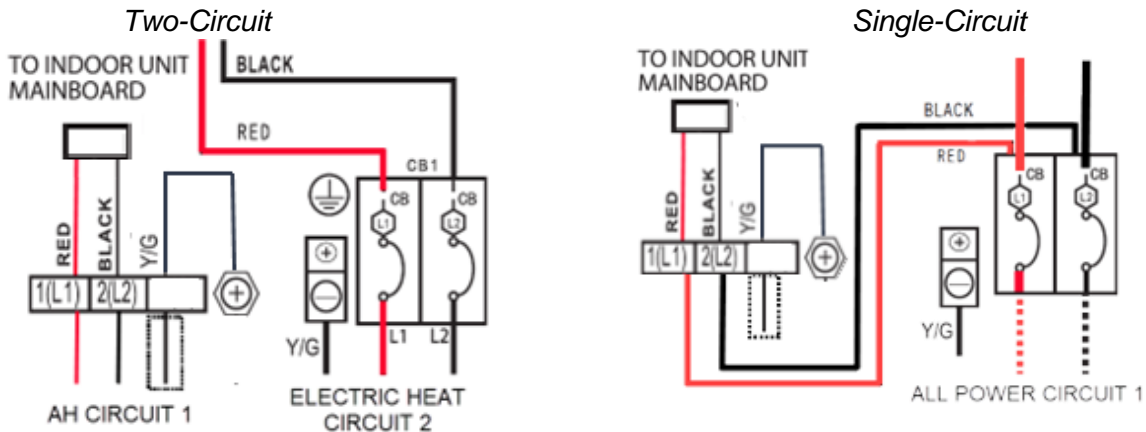 Two-Circuit
TO INDOOR UNIT
MAINBOARD
BLACK
RED
CB1
CB
CB
L1
L2
RED
BLACK
Y/G
1(L1)
2(L2)
Y/G
L1
L2
AH CIRCUIT 1
ELECTRIC HEAT
CIRCUIT 2
Single-Circuit
TO INDOOR UNIT
MAINBOARD
BLACK
RED
CB
CB
L1
L2
RED
BLACK
Y/G
1(L1)
2(L2)
Y/G
ALL POWER CIRCUIT 1